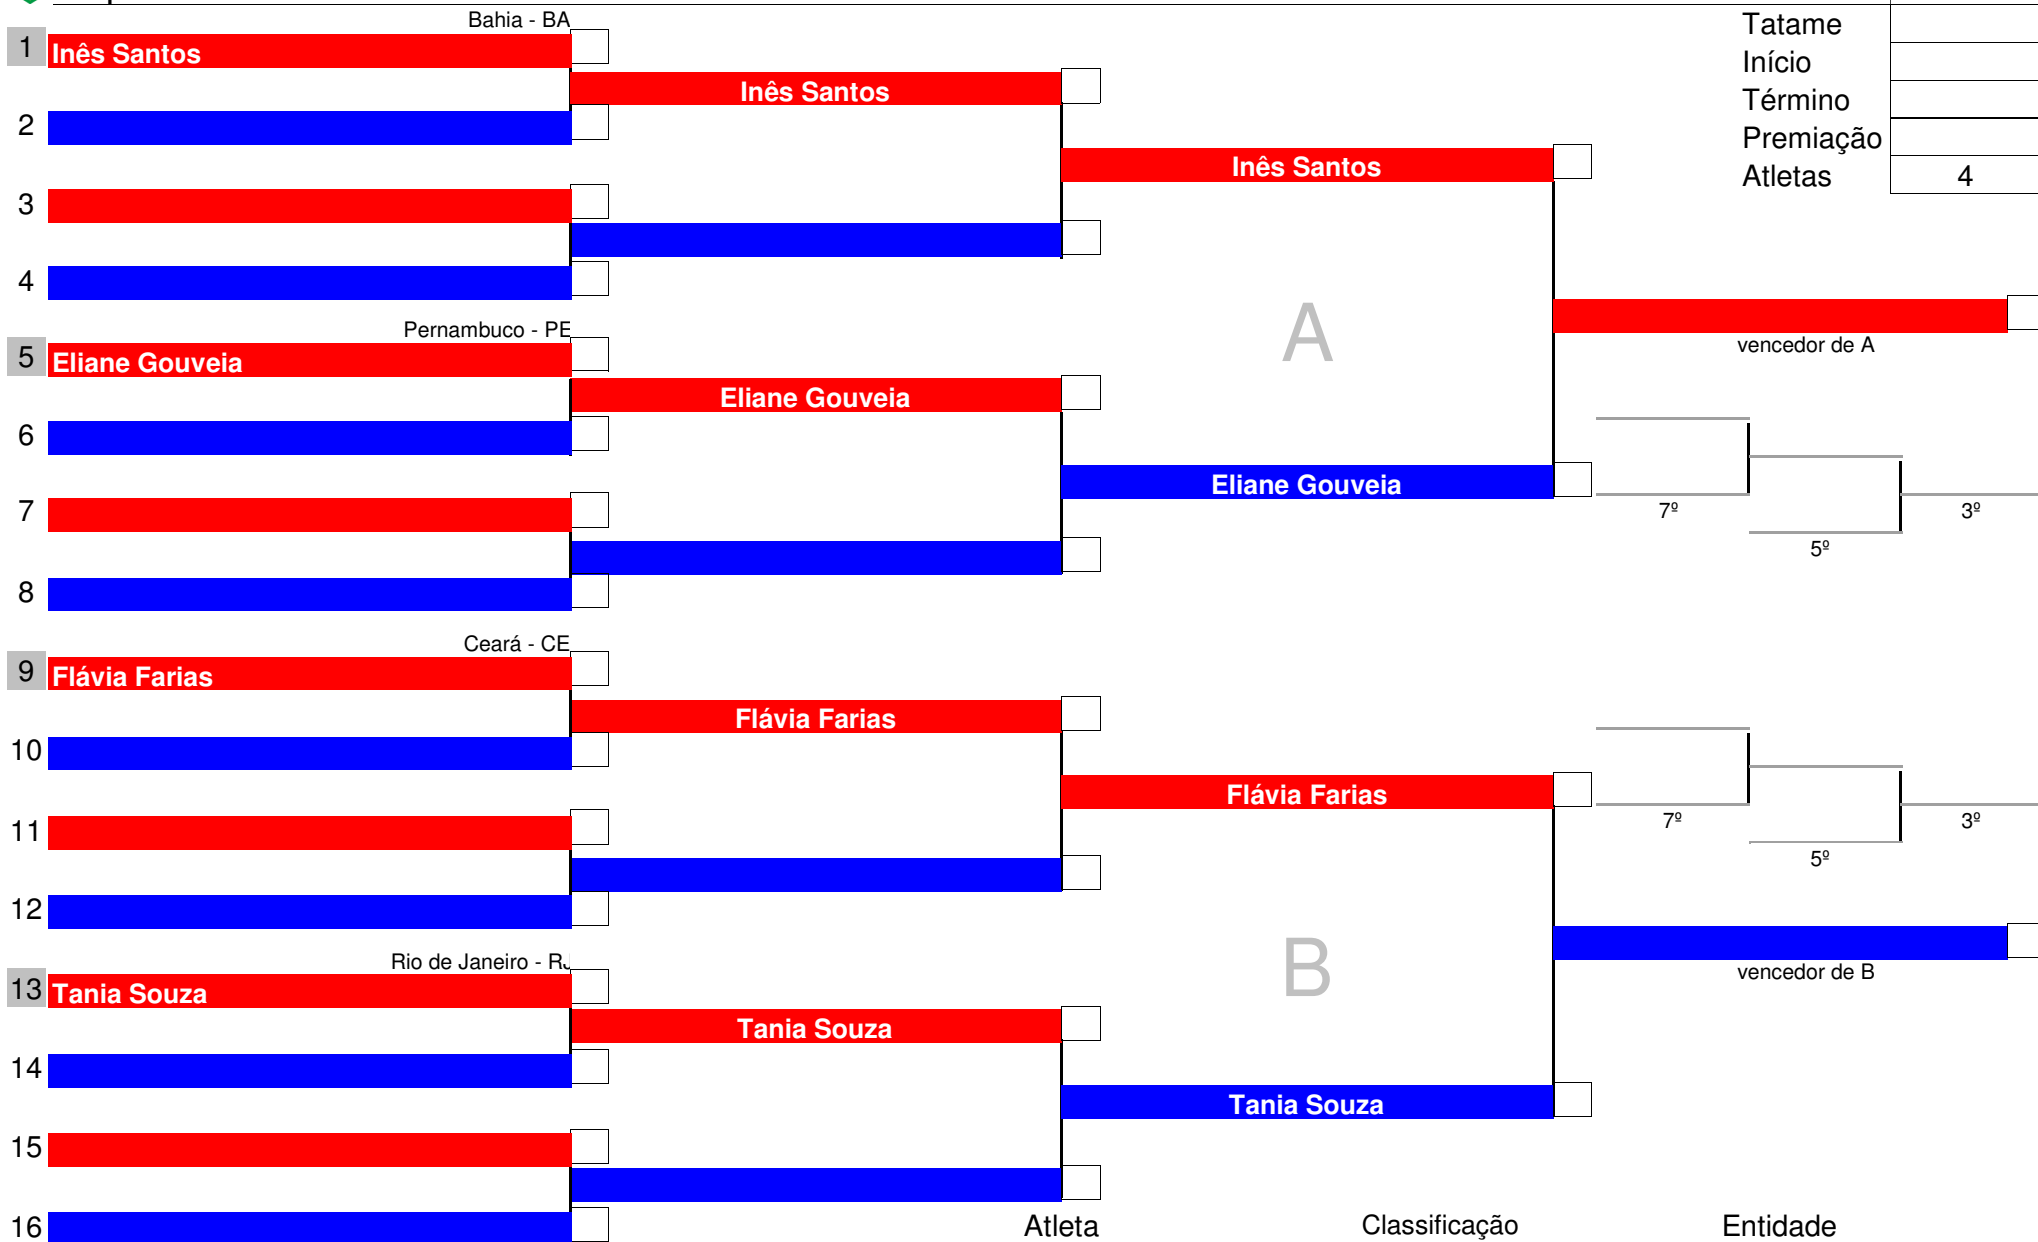 Bahia - BA
Tatame
1 Inês Santos
Início
Inês Santos
Término
2
Premiação
Inês Santos
Atletas 4
3
4
A
Pernambuco - PE
vencedor de A
5 Eliane Gouveia
Eliane Gouveia
6
Eliane Gouveia
7
7º 3º
5º
8
Ceará - CE
9 Flávia Farias
Flávia Farias
10
Flávia Farias
11
7º 3º
5º
12
B
Rio de Janeiro - RJ
vencedor de B
13 Tania Souza
Tania Souza
14
Tania Souza
15
16
Atleta Classificação Entidade